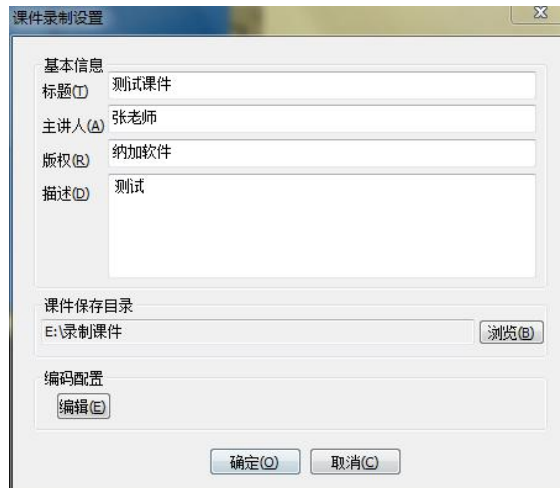 课件录制设置
基本信息
标题(T) 测试课件
主讲人(A) 张老师
版权(R) 纳加软件
描述(D) 测试
课件保存目录
E:\录制课件 浏览(B)
编码配置
编辑(E)
确定(O) 取消(C)